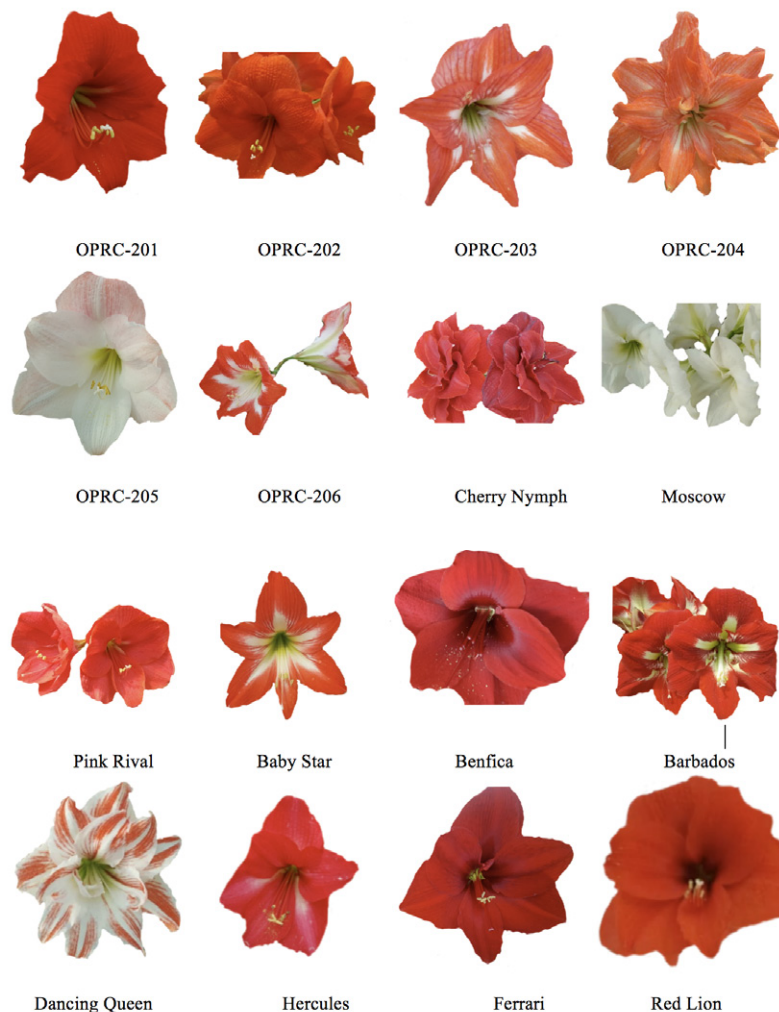 OPRC-201 OPRC-202 OPRC-203 OPRC-204
OPRC-205 OPRC-206 Cherry Nymph Moscow
Pink Rival Baby Star Benfica Barbados
Dancing Queen Hercules Ferrari Red Lion